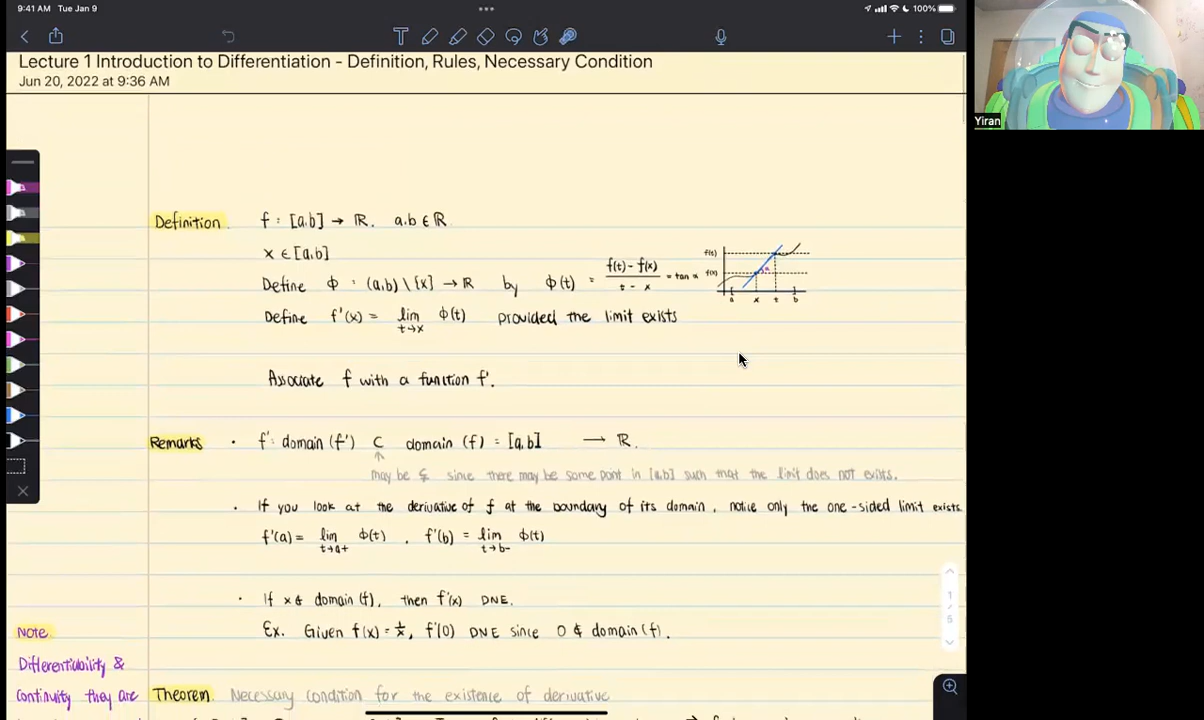 9:41 AM Tue Jan 9
100%
Lecture 1 Introduction to Differentiation - Definition, Rules, Necessary Condition
Jun 20, 2022 at 9:36 AM
Yiran
Definition f : [a,b] → ℝ. a,b ∈ ℝ
x ∈ [a,b]
Define ϕ : (a,b) \ {x} → ℝ by ϕ(t) = f(t) - f(x) / t - x = tan α
f(t)
f(x)
α
a x t b
Define f'(x) = lim t→x ϕ(t) provided the limit exists
Associate f with a function f'.
Remarks · f' : domain (f') ⊂ domain (f) = [a,b] → ℝ.
may be ⊊ since there may be some point in [a,b] such that the limit does not exists.
· If you look at the derivative of f at the boundary of its domain, notice only the one-sided limit exists.
f'(a) = lim t→a+ ϕ(t) , f'(b) = lim t→b- ϕ(t)
· If x ∉ domain (f), then f'(x) DNE.
Ex. Given f(x) = 1/x, f'(0) DNE since 0 ∉ domain (f).
Note.
Differentiability &
continuity they are
Theorem. Necessary condition for the existence of derivative
1
/
5